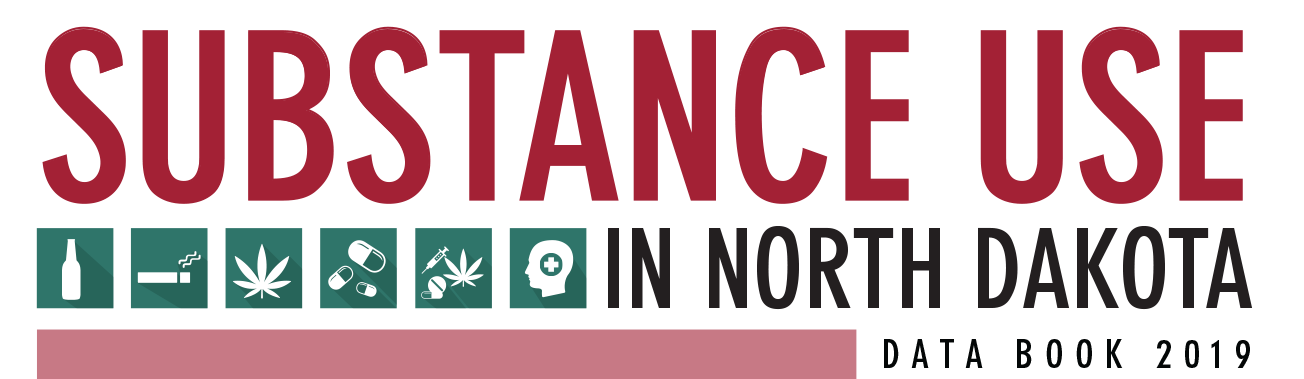 SUBSTANCE USE
IN NORTH DAKOTA
DATA BOOK 2019